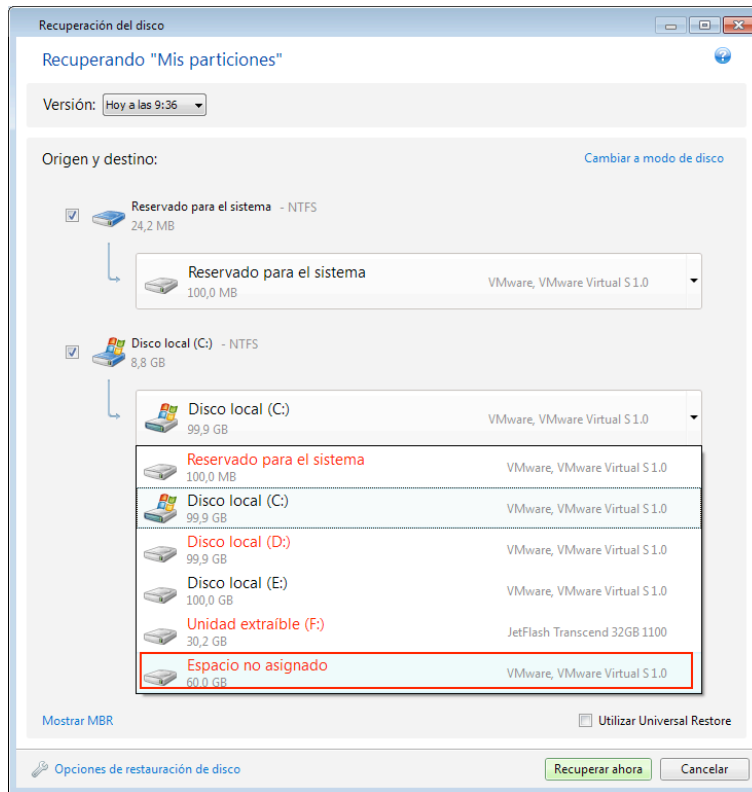 Recuperación del disco
Recuperando "Mis particiones"
Versión: Hoy a las 9:36
Origen y destino: Cambiar a modo de disco
Reservado para el sistema - NTFS
24,2 MB
Reservado para el sistema
100,0 MB
VMware, VMware Virtual S 1.0
Disco local (C:) - NTFS
8,8 GB
Disco local (C:)
99,9 GB
VMware, VMware Virtual S 1.0
Reservado para el sistema
100,0 MB
VMware, VMware Virtual S 1.0
Disco local (C:)
99,9 GB
VMware, VMware Virtual S 1.0
Disco local (D:)
99,9 GB
VMware, VMware Virtual S 1.0
Disco local (E:)
100,0 GB
VMware, VMware Virtual S 1.0
Unidad extraíble (F:)
30,2 GB
JetFlash Transcend 32GB 1100
Espacio no asignado
60.0 GB
VMware, VMware Virtual S 1.0
Mostrar MBR Utilizar Universal Restore
Opciones de restauración de disco Recuperar ahora Cancelar